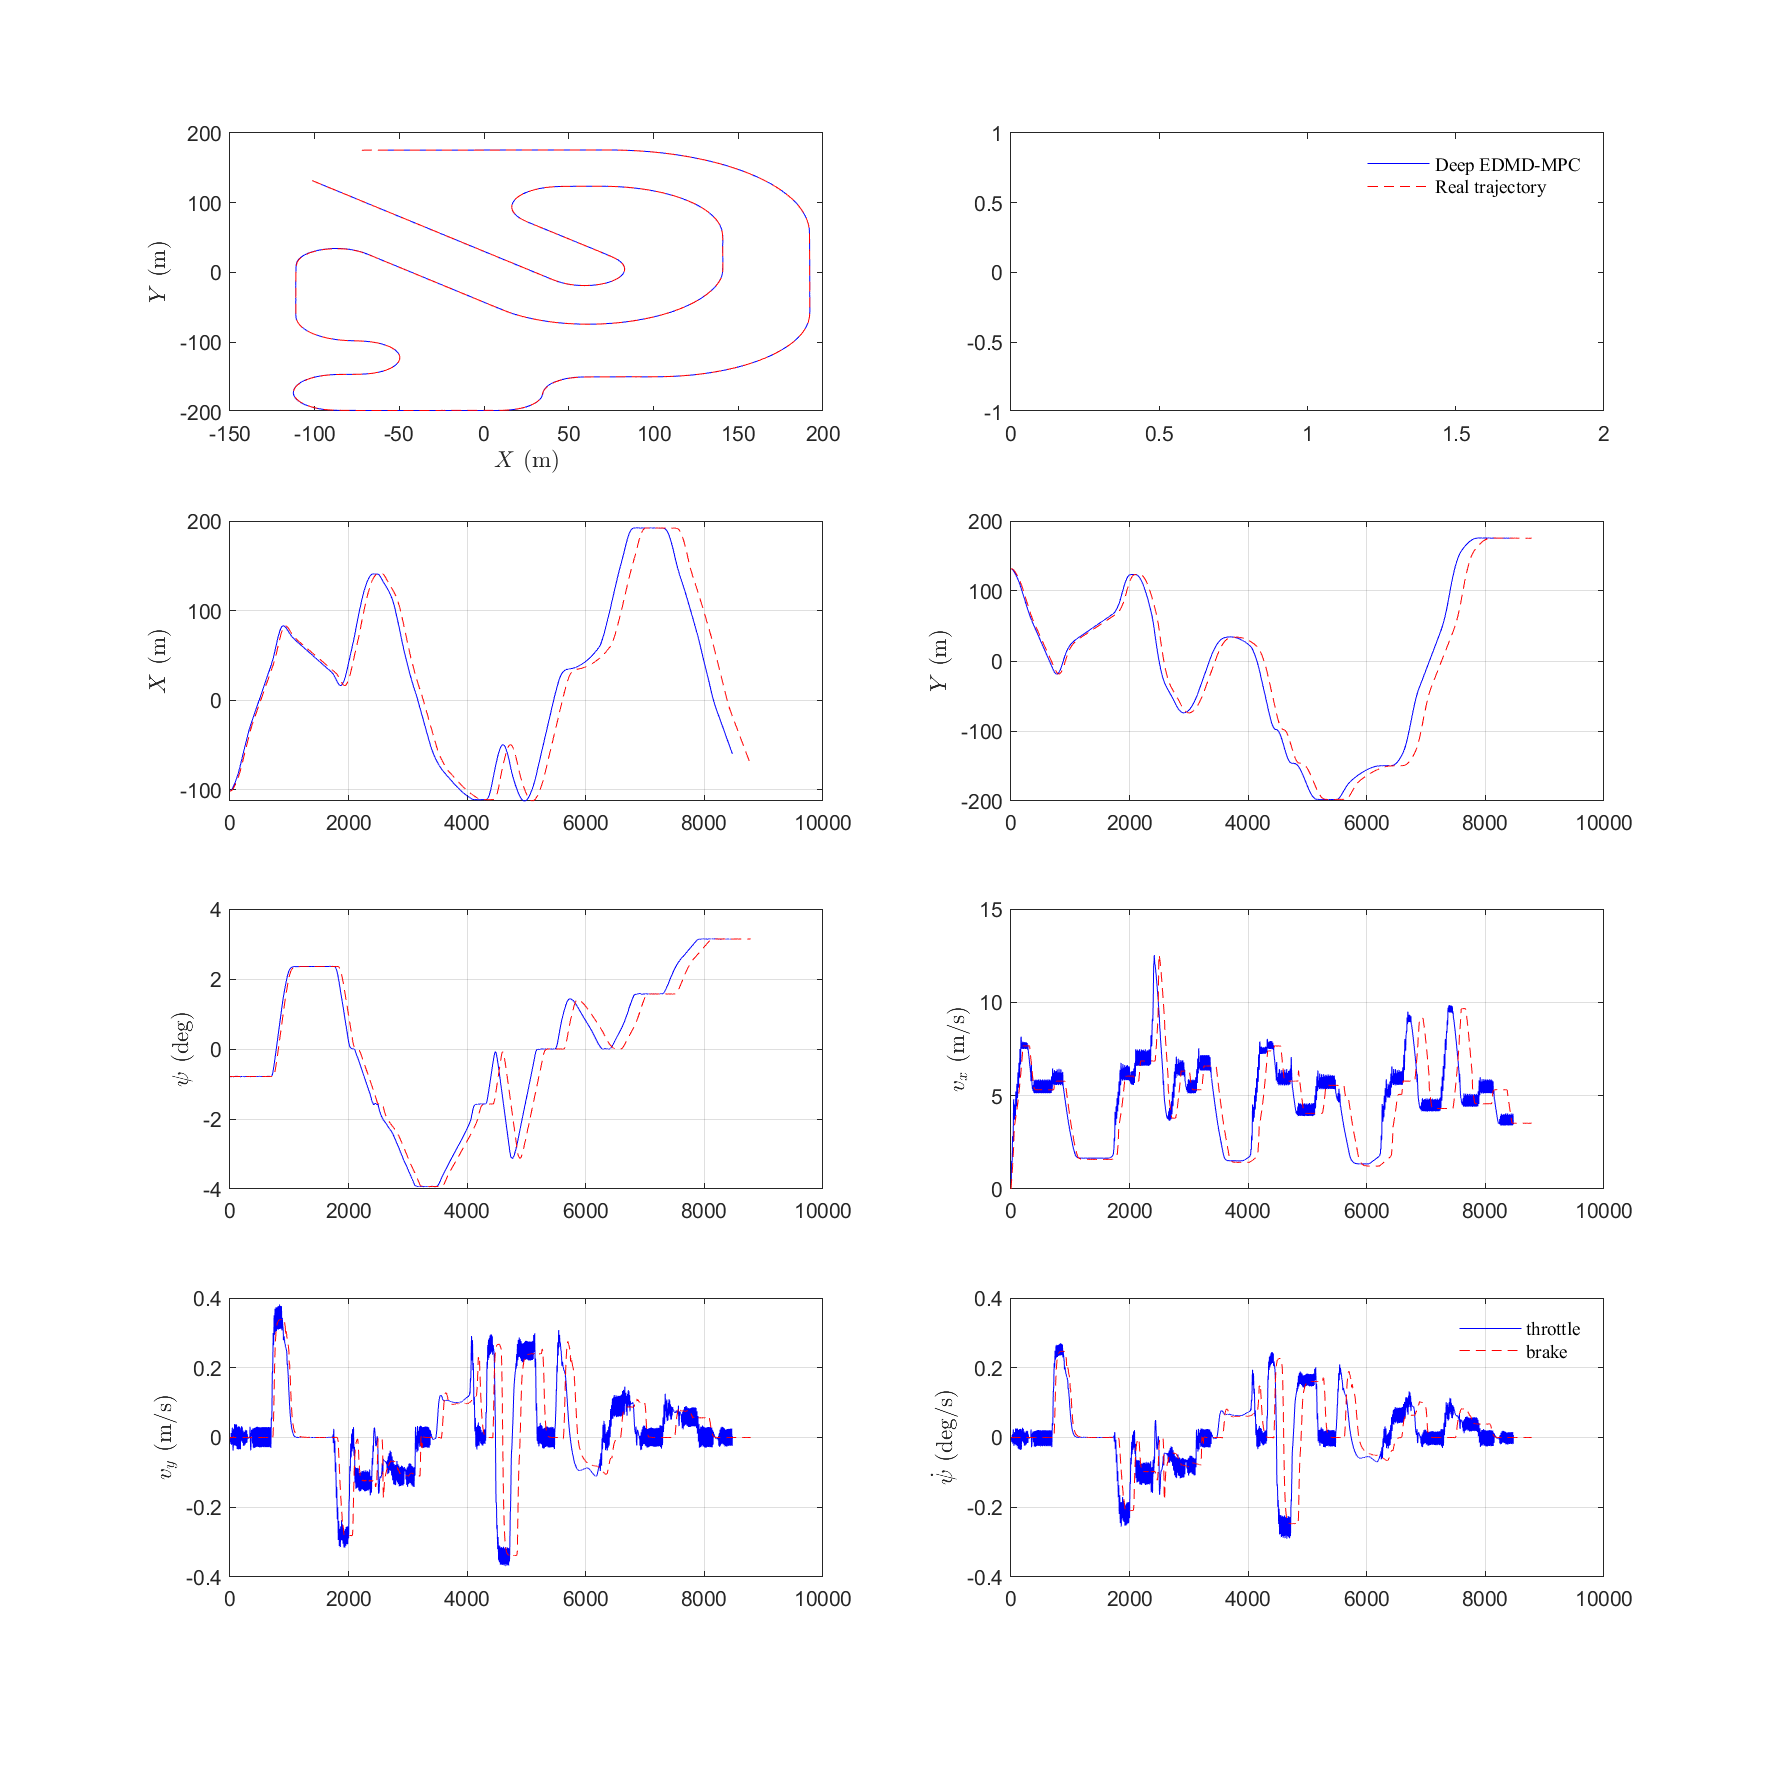 200
100
0
-100
-200
-150 -100 -50 0 50 100 150 200
Y (m)
X (m)
1
0.5
0
-0.5
-1
0 0.5 1 1.5 2
Deep EDMD-MPC
Real trajectory
200
100
0
-100
0 2000 4000 6000 8000 10000
X (m)
200
100
0
-100
-200
0 2000 4000 6000 8000 10000
Y (m)
4
2
0
-2
-4
0 2000 4000 6000 8000 10000
ψ (deg)
15
10
5
0
0 2000 4000 6000 8000 10000
v_x (m/s)
0.4
0.2
0
-0.2
-0.4
0 2000 4000 6000 8000 10000
v_y (m/s)
0.4
0.2
0
-0.2
-0.4
0 2000 4000 6000 8000 10000
ψ̇ (deg/s)
throttle
brake